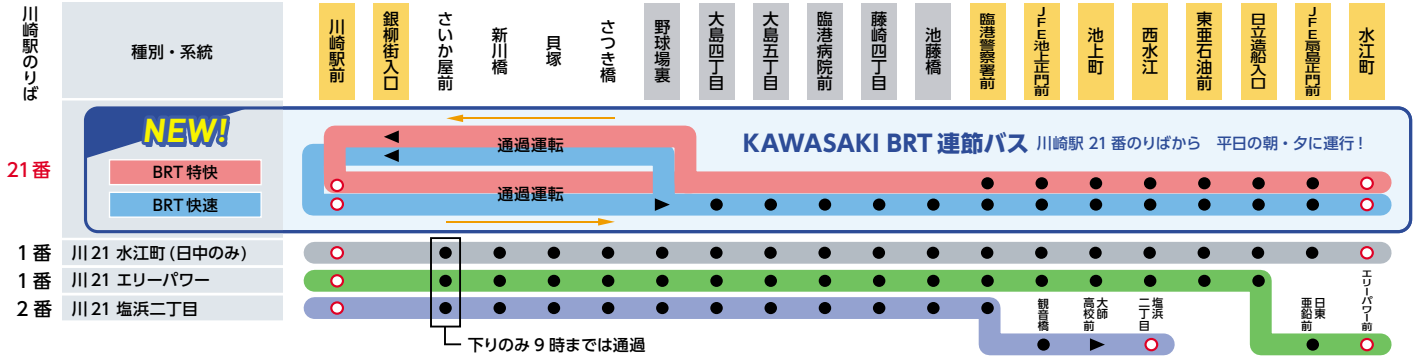 川崎駅のりば
種別・系統
川崎駅前
銀柳街入口
さいか屋前
新川橋
貝塚
さつき橋
野球場裏
大島四丁目
大島五丁目
臨港病院前
藤崎四丁目
池藤橋
臨港警察署前
JFE池上正門前
池上町
西水江
東亜石油前
日立造船入口
JFE扇島正門前
水江町
NEW!
通過運転
KAWASAKI BRT 連節バス 川崎駅 21 番のりばから 平日の朝・夕に運行!
21番
BRT 特快
BRT 快速
通過運転
1番 川21 水江町(日中のみ)
1番 川21 エリーパワー
2番 川21 塩浜二丁目
観音橋
大師高校前
塩浜二丁目
日東亜鉛前
エリーパワー前
下りのみ 9 時までは通過